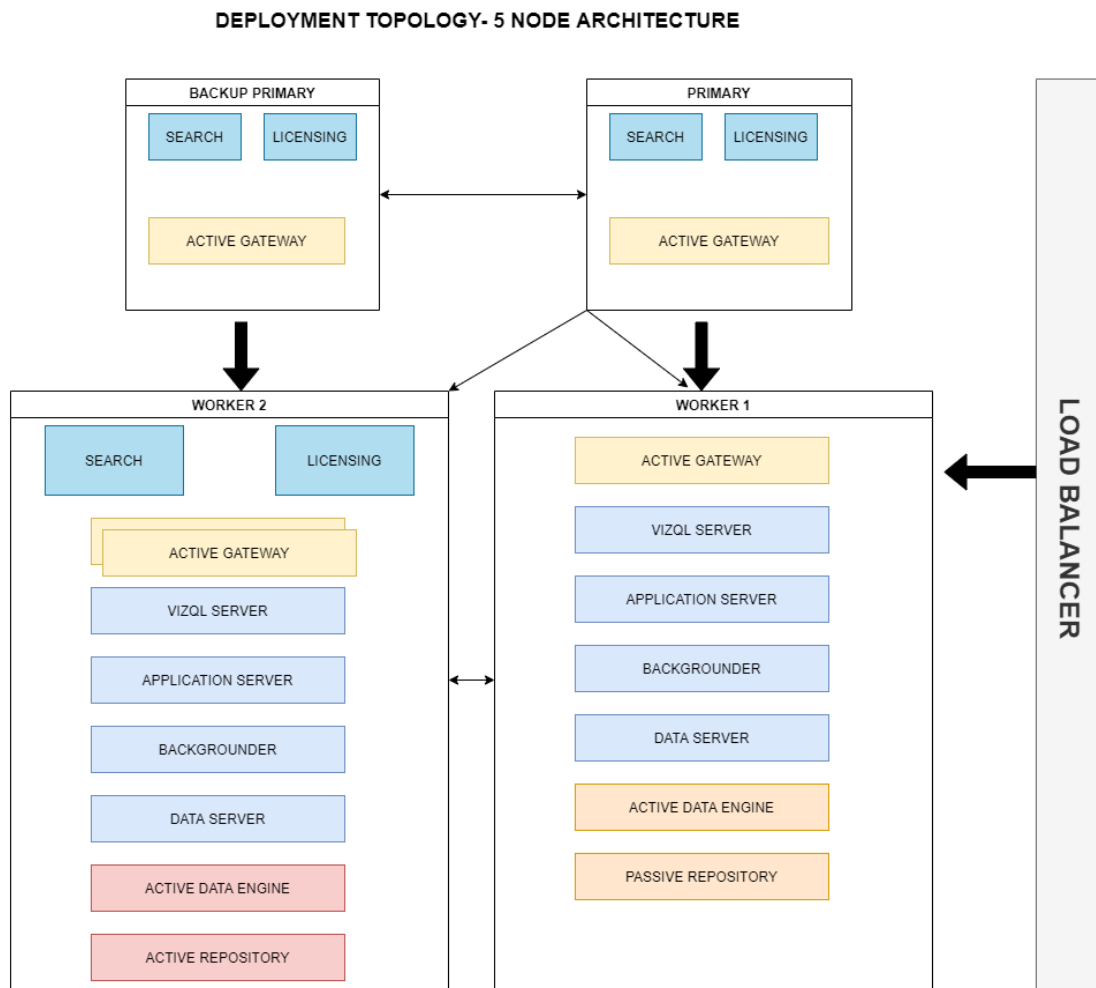 DEPLOYMENT TOPOLOGY- 5 NODE ARCHITECTURE
BACKUP PRIMARY
SEARCH
LICENSING
ACTIVE GATEWAY
PRIMARY
SEARCH
LICENSING
ACTIVE GATEWAY
WORKER 2
SEARCH
LICENSING
ACTIVE GATEWAY
VIZQL SERVER
APPLICATION SERVER
BACKGROUNDER
DATA SERVER
ACTIVE DATA ENGINE
ACTIVE REPOSITORY
WORKER 1
ACTIVE GATEWAY
VIZQL SERVER
APPLICATION SERVER
BACKGROUNDER
DATA SERVER
ACTIVE DATA ENGINE
PASSIVE REPOSITORY
LOAD BALANCER